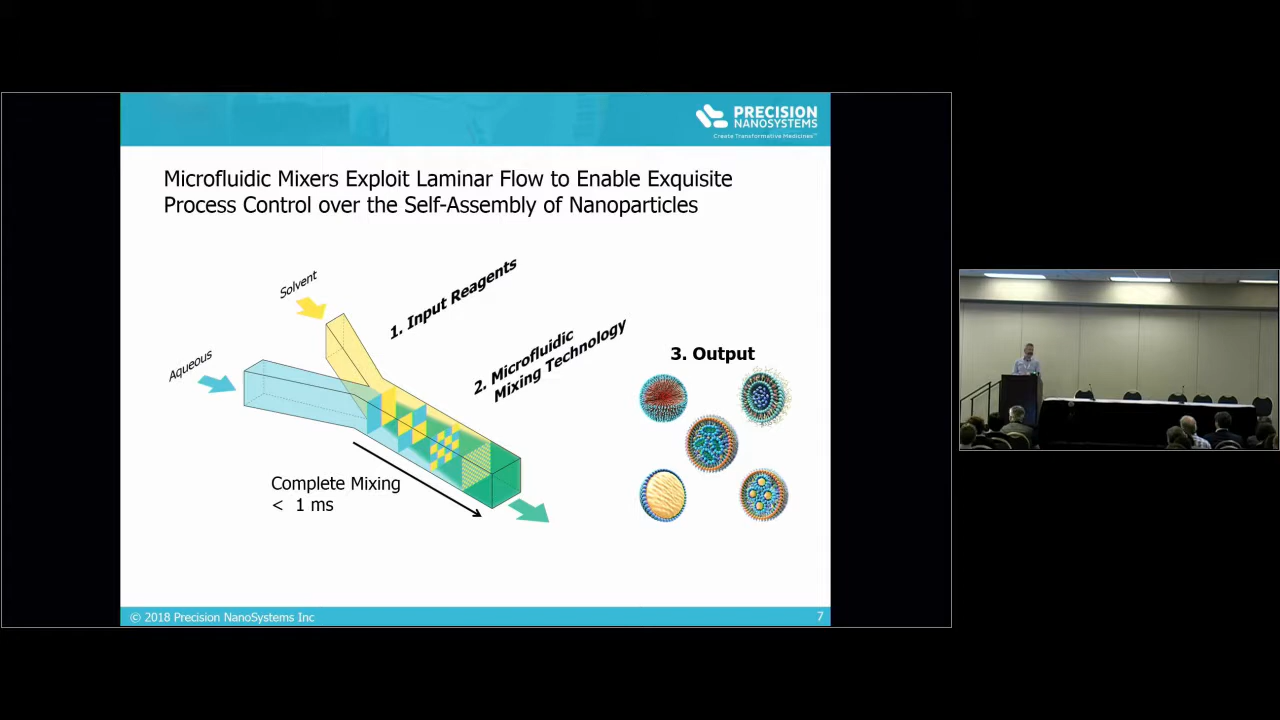 PRECISION
NANOSYSTEMS
Create Transformative Medicines™
Microfluidic Mixers Exploit Laminar Flow to Enable Exquisite
Process Control over the Self-Assembly of Nanoparticles
Solvent
1. Input Reagents
Aqueous
2. Microfluidic
Mixing Technology
3. Output
Complete Mixing
< 1 ms
© 2018 Precision NanoSystems Inc
7